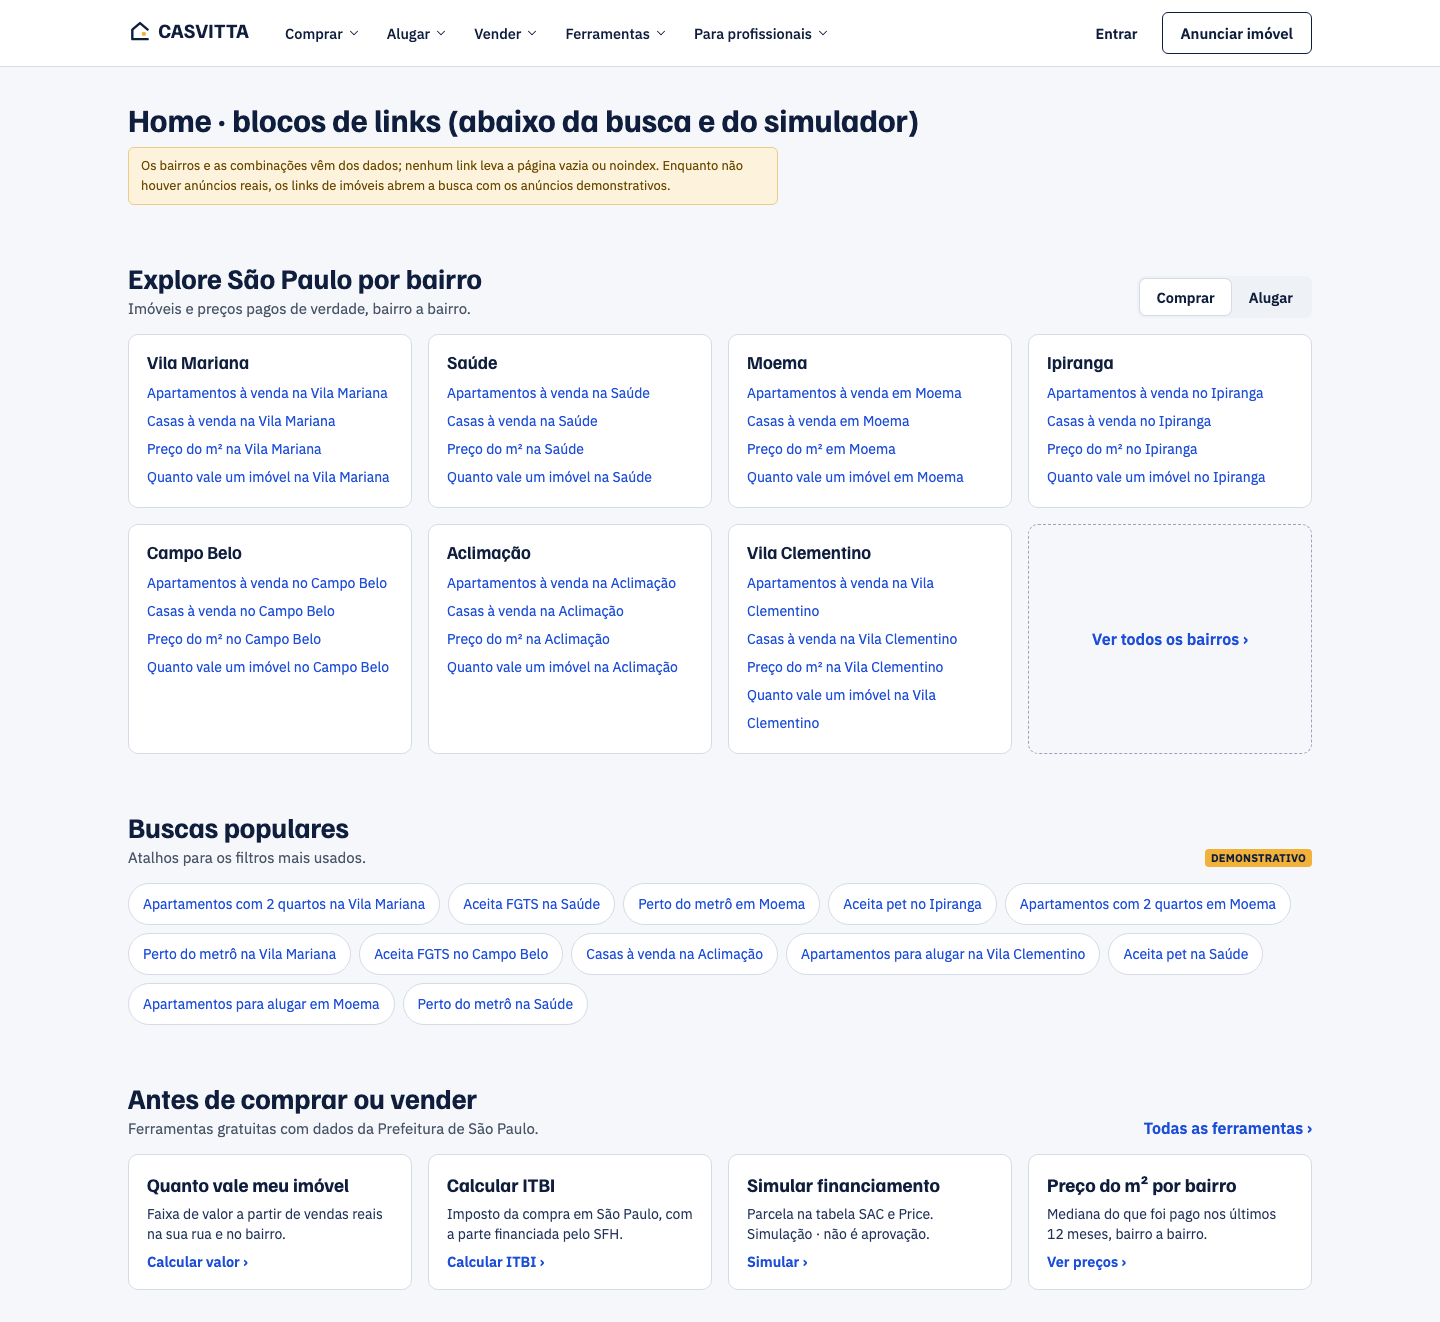 CASVITTA
Comprar
Alugar
Vender
Ferramentas
Para profissionais
Entrar
Anunciar imóvel
Home · blocos de links (abaixo da busca e do simulador)
Os bairros e as combinações vêm dos dados; nenhum link leva a página vazia ou noindex. Enquanto não
houver anúncios reais, os links de imóveis abrem a busca com os anúncios demonstrativos.
Explore São Paulo por bairro
Imóveis e preços pagos de verdade, bairro a bairro.
Comprar
Alugar
Vila Mariana
Apartamentos à venda na Vila Mariana
Casas à venda na Vila Mariana
Preço do m² na Vila Mariana
Quanto vale um imóvel na Vila Mariana
Saúde
Apartamentos à venda na Saúde
Casas à venda na Saúde
Preço do m² na Saúde
Quanto vale um imóvel na Saúde
Moema
Apartamentos à venda em Moema
Casas à venda em Moema
Preço do m² em Moema
Quanto vale um imóvel em Moema
Ipiranga
Apartamentos à venda no Ipiranga
Casas à venda no Ipiranga
Preço do m² no Ipiranga
Quanto vale um imóvel no Ipiranga
Campo Belo
Apartamentos à venda no Campo Belo
Casas à venda no Campo Belo
Preço do m² no Campo Belo
Quanto vale um imóvel no Campo Belo
Aclimação
Apartamentos à venda na Aclimação
Casas à venda na Aclimação
Preço do m² na Aclimação
Quanto vale um imóvel na Aclimação
Vila Clementino
Apartamentos à venda na Vila
Clementino
Casas à venda na Vila Clementino
Preço do m² na Vila Clementino
Quanto vale um imóvel na Vila
Clementino
Ver todos os bairros ›
Buscas populares
Atalhos para os filtros mais usados.
DEMONSTRATIVO
Apartamentos com 2 quartos na Vila Mariana
Aceita FGTS na Saúde
Perto do metrô em Moema
Aceita pet no Ipiranga
Apartamentos com 2 quartos em Moema
Perto do metrô na Vila Mariana
Aceita FGTS no Campo Belo
Casas à venda na Aclimação
Apartamentos para alugar na Vila Clementino
Aceita pet na Saúde
Apartamentos para alugar em Moema
Perto do metrô na Saúde
Antes de comprar ou vender
Ferramentas gratuitas com dados da Prefeitura de São Paulo.
Todas as ferramentas ›
Quanto vale meu imóvel
Faixa de valor a partir de vendas reais
na sua rua e no bairro.
Calcular valor ›
Calcular ITBI
Imposto da compra em São Paulo, com
a parte financiada pelo SFH.
Calcular ITBI ›
Simular financiamento
Parcela na tabela SAC e Price.
Simulação · não é aprovação.
Simular ›
Preço do m² por bairro
Mediana do que foi pago nos últimos
12 meses, bairro a bairro.
Ver preços ›